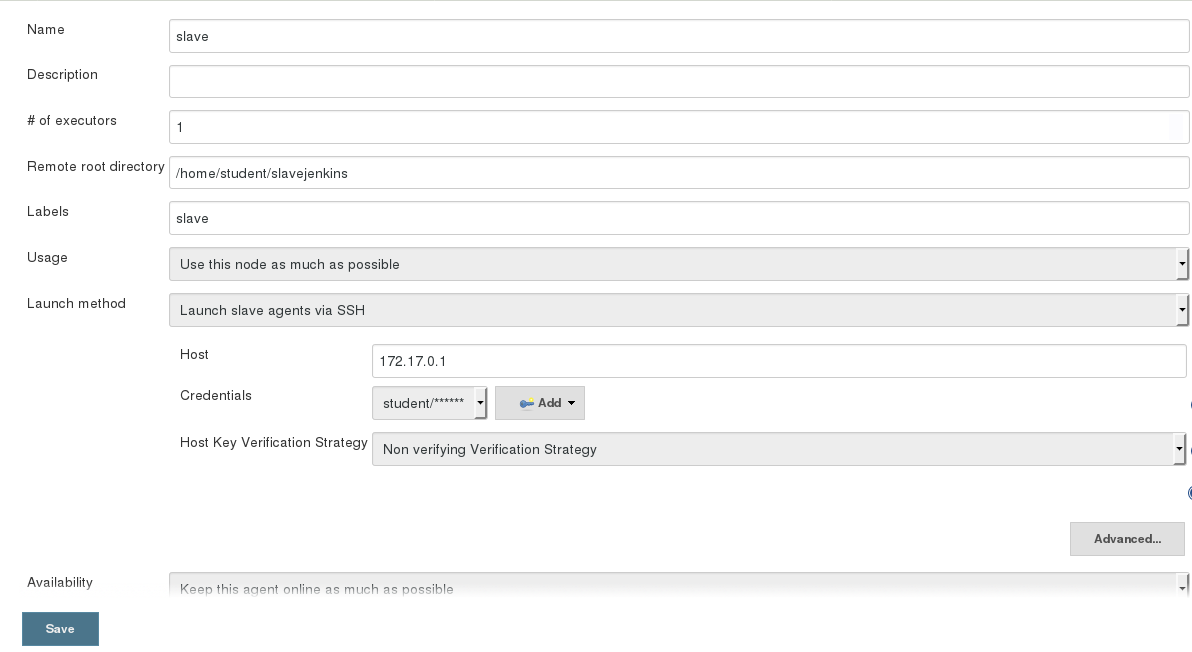 Name
slave
Description
# of executors
1
Remote root directory
/home/student/slavejenkins
Labels
slave
Usage
Use this node as much as possible
Launch method
Launch slave agents via SSH
Host
172.17.0.1
Credentials
student/******
Add
Host Key Verification Strategy
Non verifying Verification Strategy
Advanced...
Availability
Keep this agent online as much as possible
Save